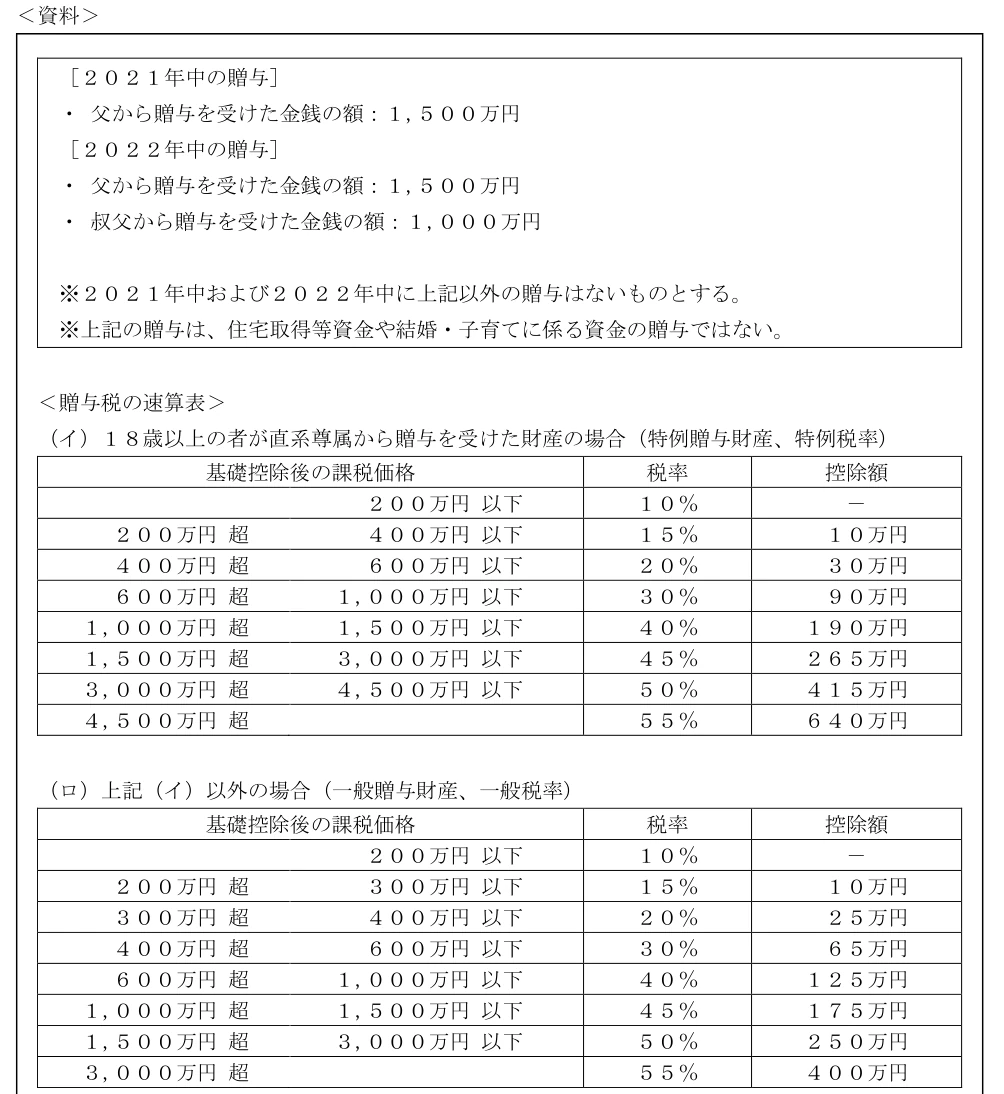 ＜資料＞
［２０２１年中の贈与］
・ 父から贈与を受けた金銭の額：１，５００万円
［２０２２年中の贈与］
・ 父から贈与を受けた金銭の額：１，５００万円
・ 叔父から贈与を受けた金銭の額：１，０００万円
※２０２１年中および２０２２年中に上記以外の贈与はないものとする。
※上記の贈与は、住宅取得等資金や結婚・子育てに係る資金の贈与ではない。
＜贈与税の速算表＞
（イ）１８歳以上の者が直系尊属から贈与を受けた財産の場合（特例贈与財産、特例税率）
基礎控除後の課税価格 税率 控除額
２００万円 以下 １０％ －
２００万円 超 ４００万円 以下 １５％ １０万円
４００万円 超 ６００万円 以下 ２０％ ３０万円
６００万円 超 １，０００万円 以下 ３０％ ９０万円
１，０００万円 超 １，５００万円 以下 ４０％ １９０万円
１，５００万円 超 ３，０００万円 以下 ４５％ ２６５万円
３，０００万円 超 ４，５００万円 以下 ５０％ ４１５万円
４，５００万円 超 ５５％ ６４０万円
（ロ）上記（イ）以外の場合（一般贈与財産、一般税率）
基礎控除後の課税価格 税率 控除額
２００万円 以下 １０％ －
２００万円 超 ３００万円 以下 １５％ １０万円
３００万円 超 ４００万円 以下 ２０％ ２５万円
４００万円 超 ６００万円 以下 ３０％ ６５万円
６００万円 超 １，０００万円 以下 ４０％ １２５万円
１，０００万円 超 １，５００万円 以下 ４５％ １７５万円
１，５００万円 超 ３，０００万円 以下 ５０％ ２５０万円
３，０００万円 超 ５５％ ４００万円